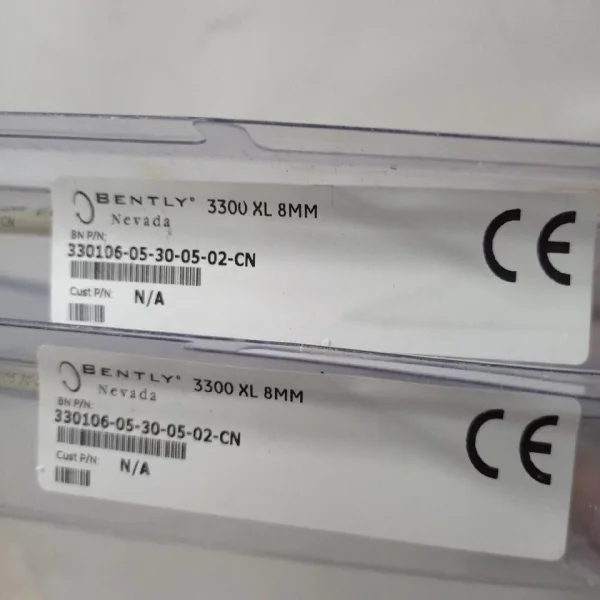 BENTLY® 3300 XL 8MM
Nevada
BN P/N:
330106-05-30-05-02-CN
Cust P/N: N/A
CE
BENTLY® 3300 XL 8MM
Nevada
BN P/N:
330106-05-30-05-02-CN
Cust P/N: N/A
CE